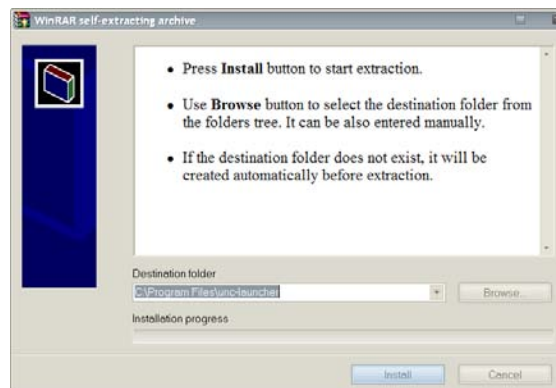 WinRAR self-extracting archive
• Press Install button to start extraction.
• Use Browse button to select the destination folder from
the folders tree. It can be also entered manually.
• If the destination folder does not exist, it will be
created automatically before extraction.
Destination folder
C:\Program Files\unc-launcher
Browse...
Installation progress
Install
Cancel